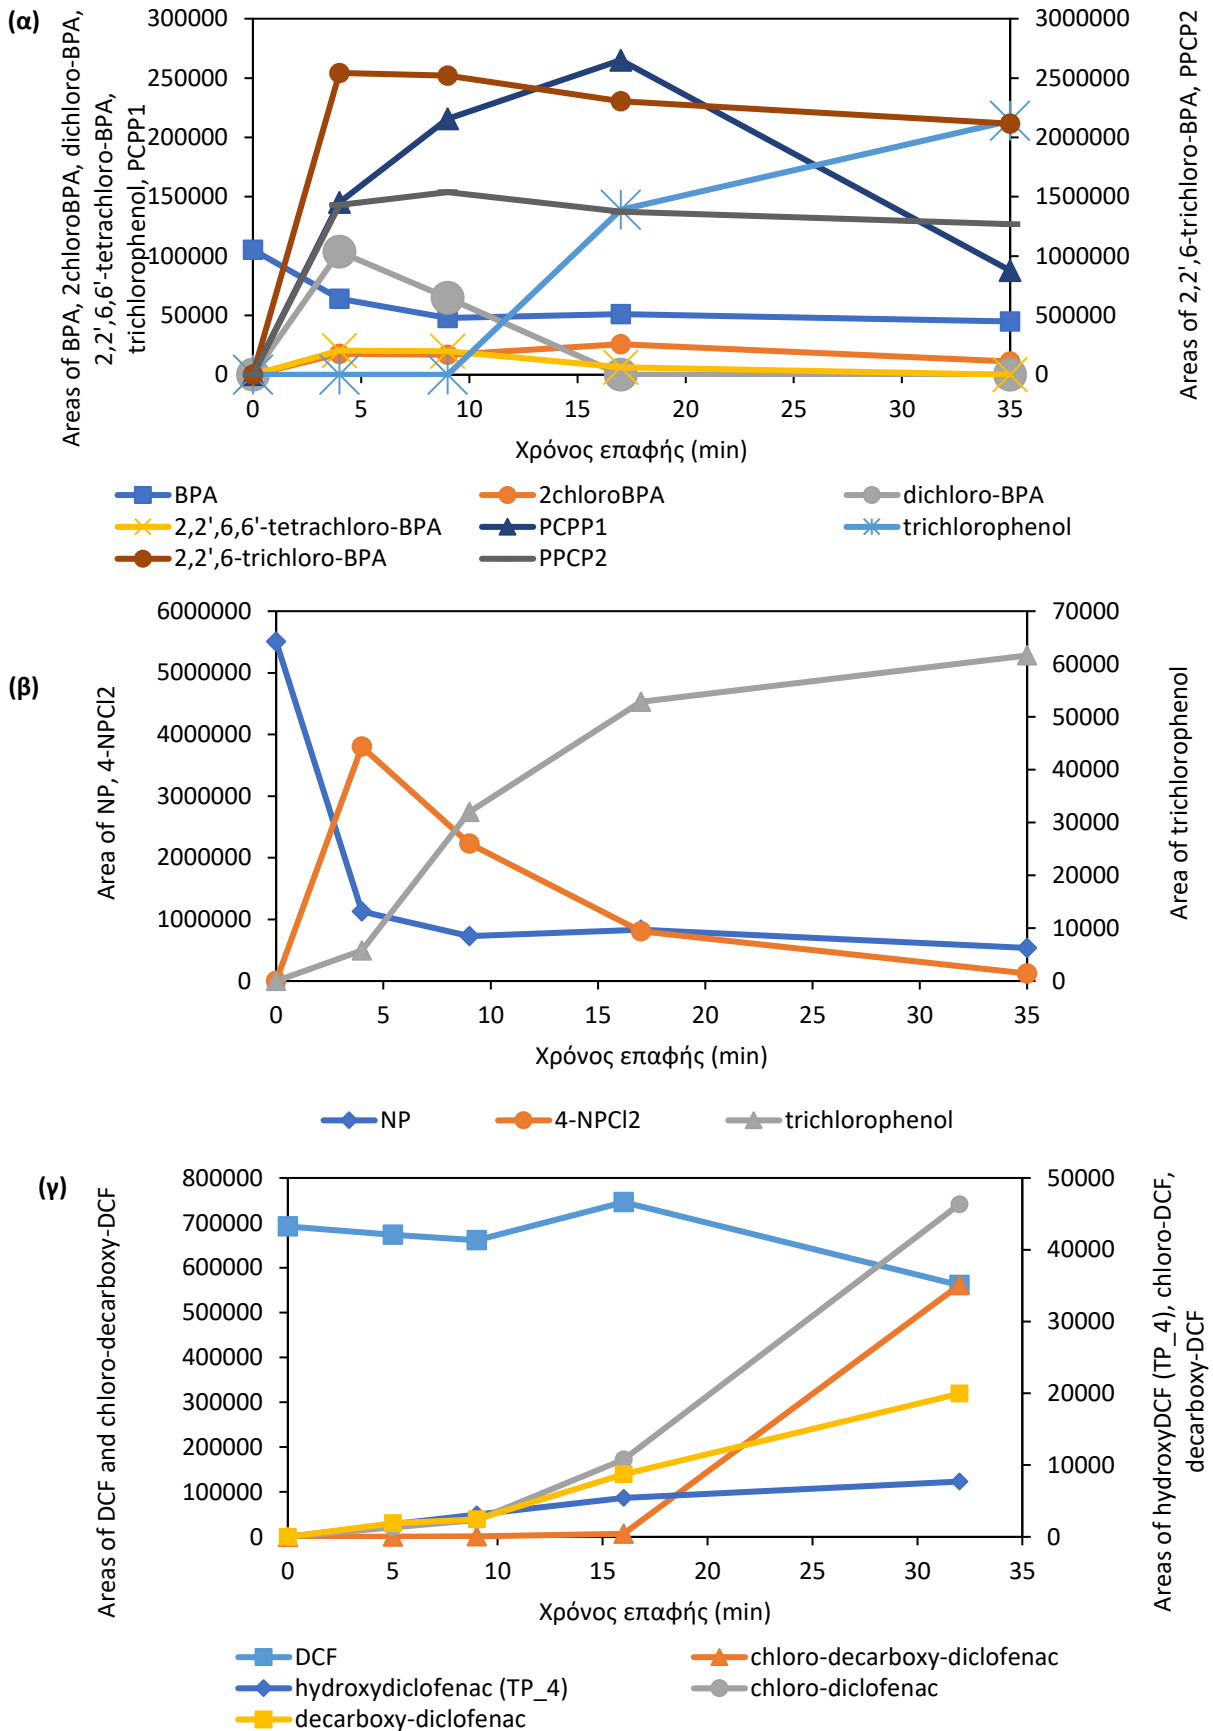 (α)
Areas of BPA, 2chloroBPA, dichloro-BPA,
2,2',6,6'-tetrachloro-BPA,
trichlorophenol, PCPP1
300000
250000
200000
150000
100000
50000
0
3000000
2500000
2000000
1500000
1000000
500000
0
Areas of 2,2',6-trichloro-BPA, PPCP2
0 5 10 15 20 25 30 35
Χρόνος επαφής (min)
BPA 2chloroBPA dichloro-BPA
2,2',6,6'-tetrachloro-BPA PCPP1 trichlorophenol
2,2',6-trichloro-BPA PPCP2
(β)
Area of NP, 4-NPCl2
6000000
5000000
4000000
3000000
2000000
1000000
0
70000
60000
50000
40000
30000
20000
10000
0
Area of trichlorophenol
0 5 10 15 20 25 30 35
Χρόνος επαφής (min)
NP 4-NPCl2 trichlorophenol
(γ)
Areas of DCF and chloro-decarboxy-DCF
800000
700000
600000
500000
400000
300000
200000
100000
0
50000
40000
30000
20000
10000
0
Areas of hydroxyDCF (TP_4), chloro-DCF,
decarboxy-DCF
0 5 10 15 20 25 30 35
Χρόνος επαφής (min)
DCF chloro-decarboxy-diclofenac
hydroxydiclofenac (TP_4) chloro-diclofenac
decarboxy-diclofenac